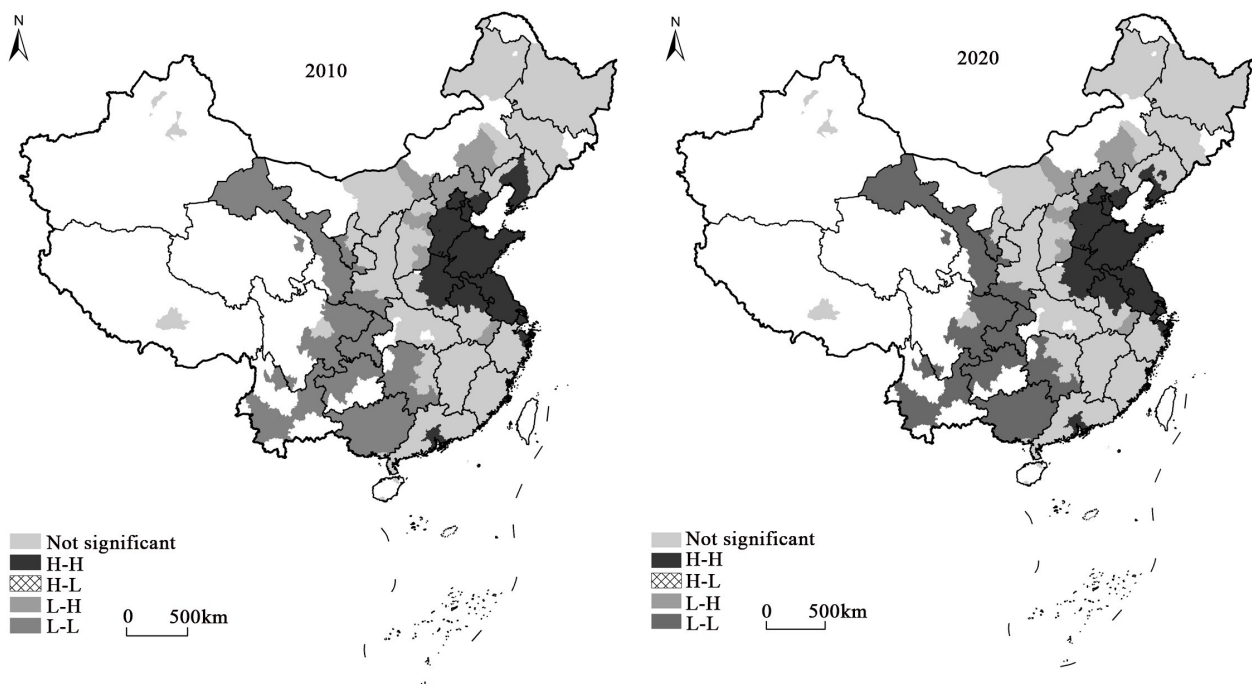 N
2010
Not significant
H-H
H-L
L-H
L-L
0 500km
N
2020
Not significant
H-H
H-L
L-H
L-L
0 500km